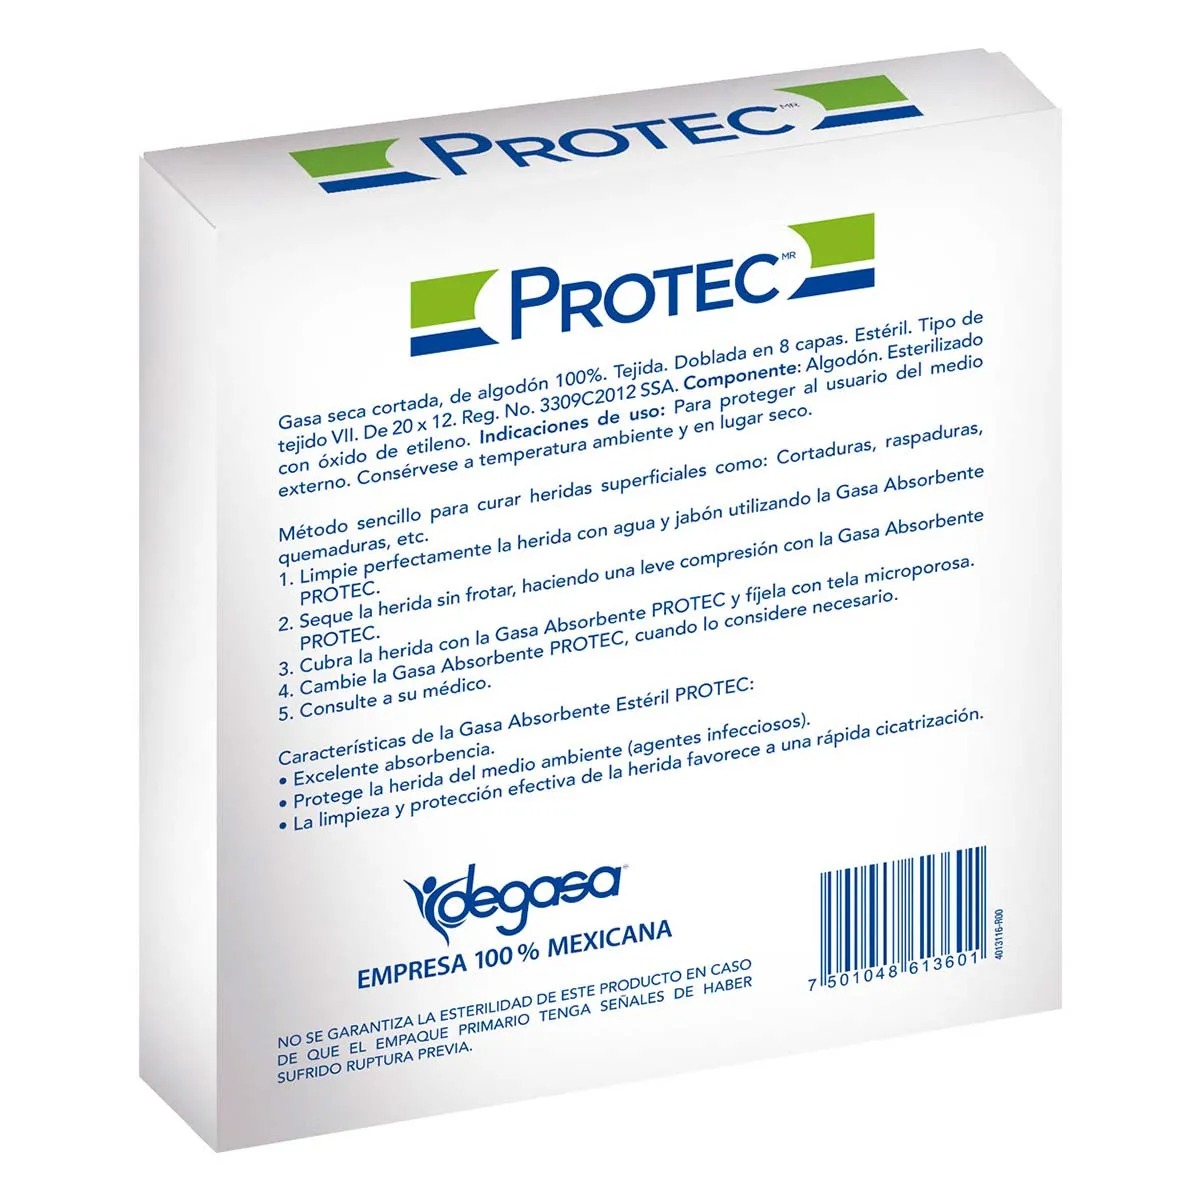 PROTEC MR
PROTEC MR
Gasa seca cortada, de algodón 100%. Tejida. Doblada en 8 capas. Estéril. Tipo de
tejido VII. De 20 x 12. Reg. No. 3309C2012 SSA. Componente: Algodón. Esterilizado
con óxido de etileno. Indicaciones de uso: Para proteger al usuario del medio
externo. Consérvese a temperatura ambiente y en lugar seco.
Método sencillo para curar heridas superficiales como: Cortaduras, raspaduras,
quemaduras, etc.
1. Limpie perfectamente la herida con agua y jabón utilizando la Gasa Absorbente
PROTEC.
2. Seque la herida sin frotar, haciendo una leve compresión con la Gasa Absorbente
PROTEC.
3. Cubra la herida con la Gasa Absorbente PROTEC y fíjela con tela microporosa.
4. Cambie la Gasa Absorbente PROTEC, cuando lo considere necesario.
5. Consulte a su médico.
Características de la Gasa Absorbente Estéril PROTEC:
• Excelente absorbencia.
• Protege la herida del medio ambiente (agentes infecciosos).
• La limpieza y protección efectiva de la herida favorece a una rápida cicatrización.
degasa
EMPRESA 100% MEXICANA
NO SE GARANTIZA LA ESTERILIDAD DE ESTE PRODUCTO EN CASO
DE QUE EL EMPAQUE PRIMARIO TENGA SEÑALES DE HABER
SUFRIDO RUPTURA PREVIA.
7 501048 613601
4013116-R00